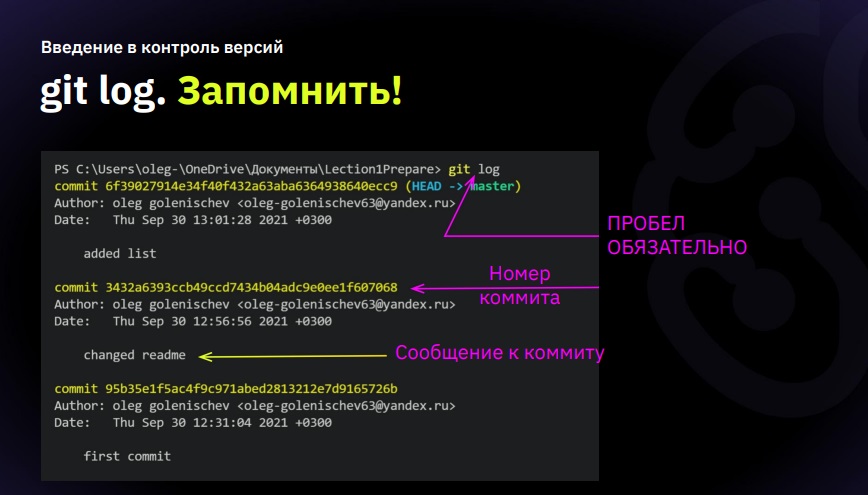 Введение в контроль версий
git log. Запомнить!
PS C:\Users\oleg-\OneDrive\Документы\Lection1Prepare> git log
commit 6f39027914e34f40f432a63aba6364938640ecc9 (HEAD -> master)
Author: oleg golenischev <oleg-golenischev63@yandex.ru>
Date:   Thu Sep 30 13:01:28 2021 +0300
ПРОБЕЛ
ОБЯЗАТЕЛЬНО
added list
Номер
коммита
commit 3432a6393ccb49ccd7434b04adc9e0ee1f607068
Author: oleg golenischev <oleg-golenischev63@yandex.ru>
Date:   Thu Sep 30 12:56:56 2021 +0300
changed readme
Сообщение к коммиту
commit 95b35e1f5ac4f9c971abed2813212e7d9165726b
Author: oleg golenischev <oleg-golenischev63@yandex.ru>
Date:   Thu Sep 30 12:31:04 2021 +0300
first commit